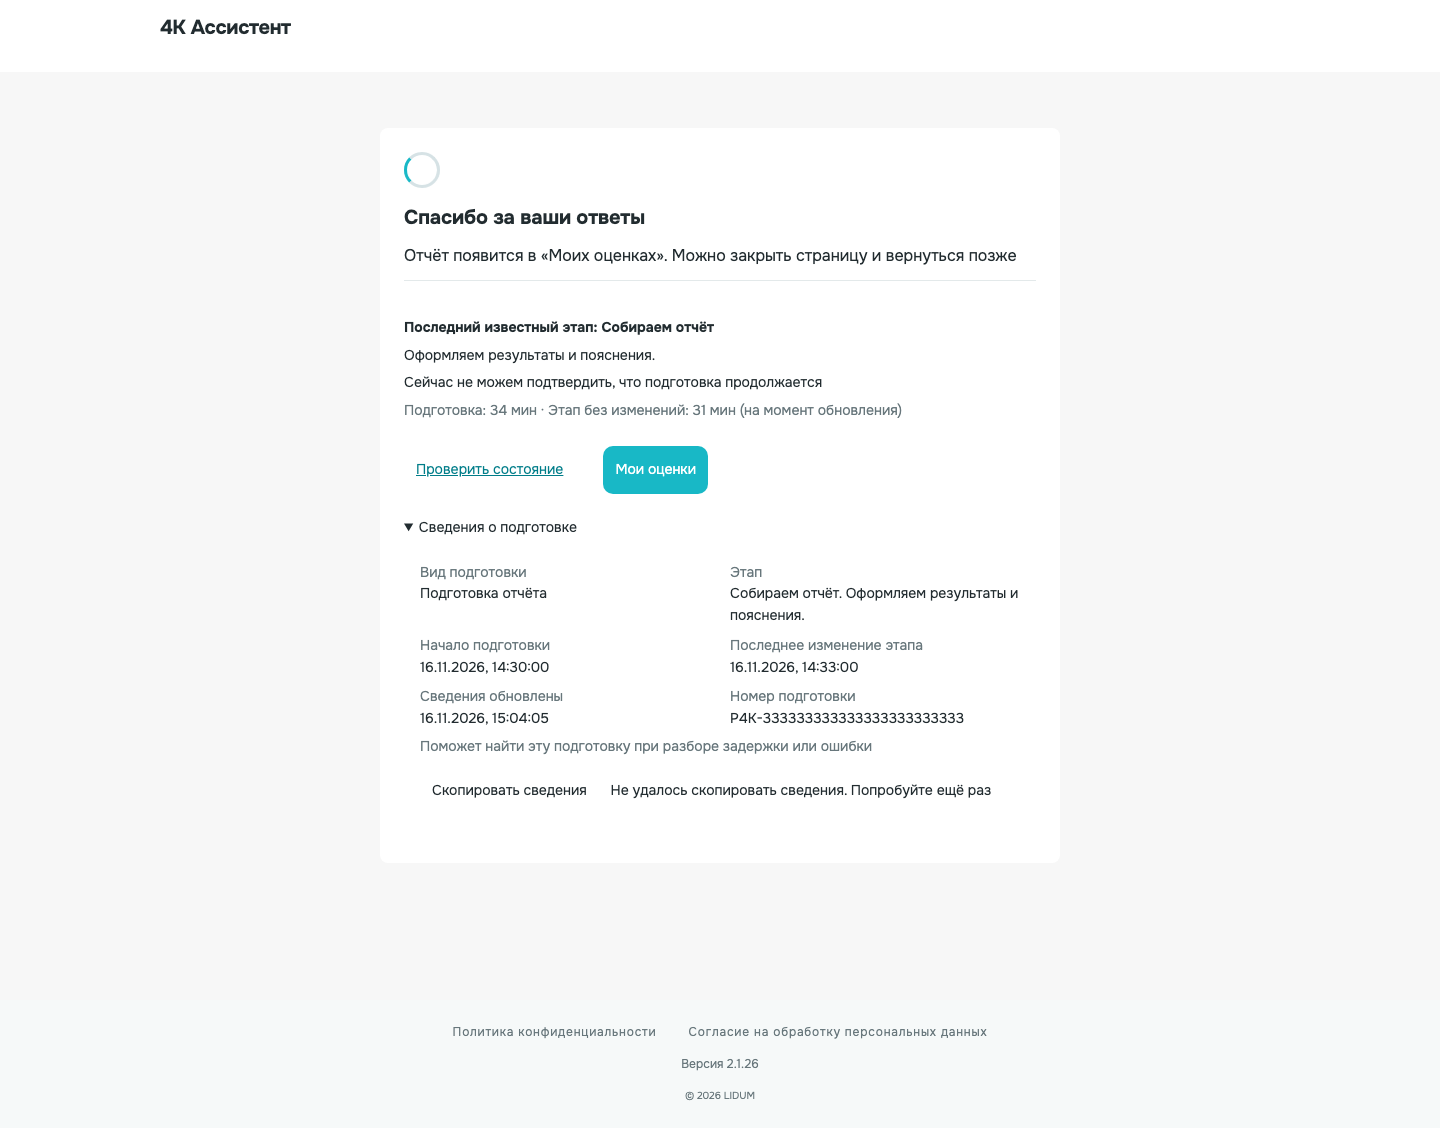 4К Ассистент
Спасибо за ваши ответы
Отчёт появится в «Моих оценках». Можно закрыть страницу и вернуться позже
Последний известный этап: Собираем отчёт
Оформляем результаты и пояснения.
Сейчас не можем подтвердить, что подготовка продолжается
Подготовка: 34 мин · Этап без изменений: 31 мин (на момент обновления)
Проверить состояние
Мои оценки
▼ Сведения о подготовке
Вид подготовки
Подготовка отчёта
Этап
Собираем отчёт. Оформляем результаты и
пояснения.
Начало подготовки
16.11.2026, 14:30:00
Последнее изменение этапа
16.11.2026, 14:33:00
Сведения обновлены
16.11.2026, 15:04:05
Номер подготовки
P4K-333333333333333333333333
Поможет найти эту подготовку при разборе задержки или ошибки
Скопировать сведения
Не удалось скопировать сведения. Попробуйте ещё раз
Политика конфиденциальности
Согласие на обработку персональных данных
Версия 2.1.26
© 2026 LIDUM